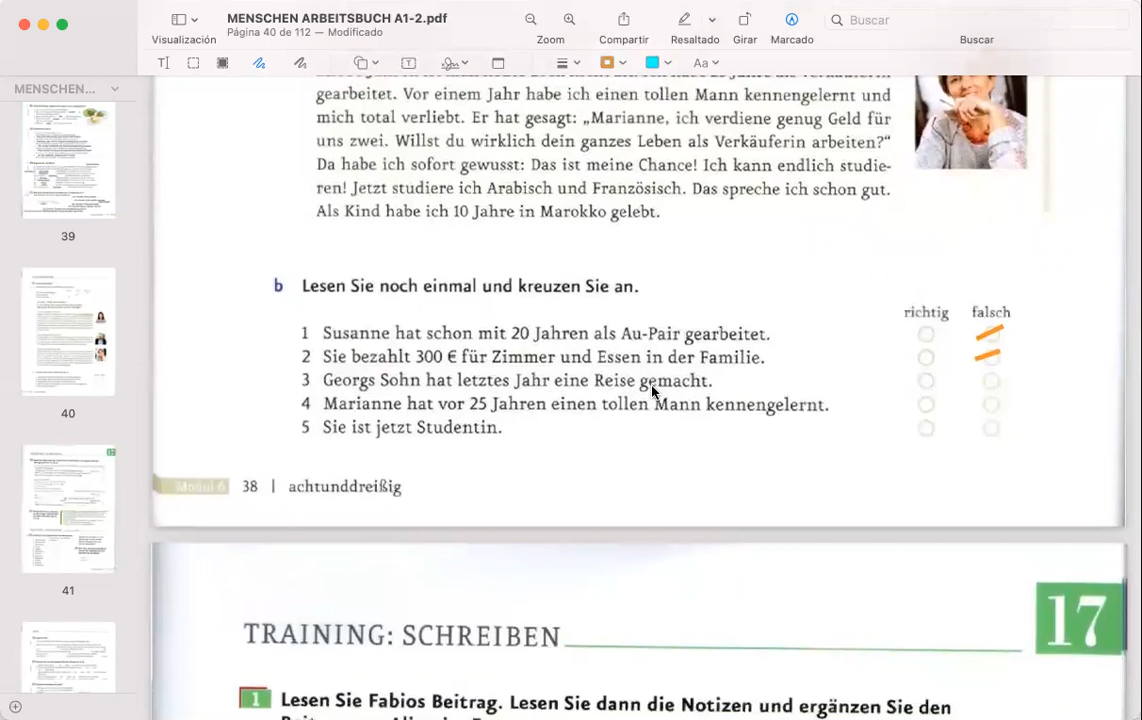 MENSCHEN ARBEITSBUCH A1-2.pdf
Página 40 de 112 — Modificado
Visualización
Zoom
Compartir
Resaltado
Girar
Marcado
Buscar
Buscar
Aa
MENSCHEN...
39
40
41
gearbeitet. Vor einem Jahr habe ich einen tollen Mann kennengelernt und
mich total verliebt. Er hat gesagt: „Marianne, ich verdiene genug Geld für
uns zwei. Willst du wirklich dein ganzes Leben als Verkäuferin arbeiten?“
Da habe ich sofort gewusst: Das ist meine Chance! Ich kann endlich studie-
ren! Jetzt studiere ich Arabisch und Französisch. Das spreche ich schon gut.
Als Kind habe ich 10 Jahre in Marokko gelebt.
b Lesen Sie noch einmal und kreuzen Sie an.
richtig falsch
1 Susanne hat schon mit 20 Jahren als Au-Pair gearbeitet.
2 Sie bezahlt 300 € für Zimmer und Essen in der Familie.
3 Georgs Sohn hat letztes Jahr eine Reise gemacht.
4 Marianne hat vor 25 Jahren einen tollen Mann kennengelernt.
5 Sie ist jetzt Studentin.
Modul 6 38 | achtunddreißig
17
TRAINING: SCHREIBEN
1 Lesen Sie Fabios Beitrag. Lesen Sie dann die Notizen und ergänzen Sie den